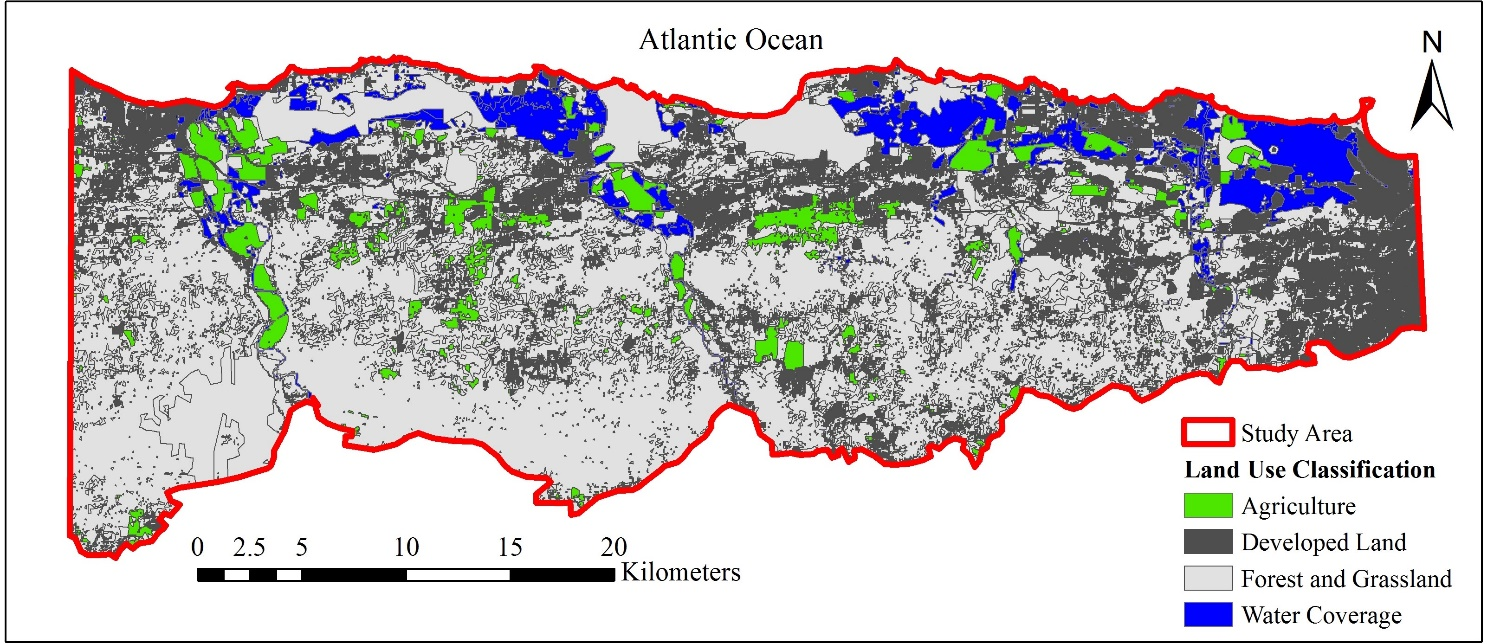 Atlantic Ocean
N
Study Area
Land Use Classification
Agriculture
Developed Land
Forest and Grassland
Water Coverage
0 2.5 5 10 15 20
Kilometers